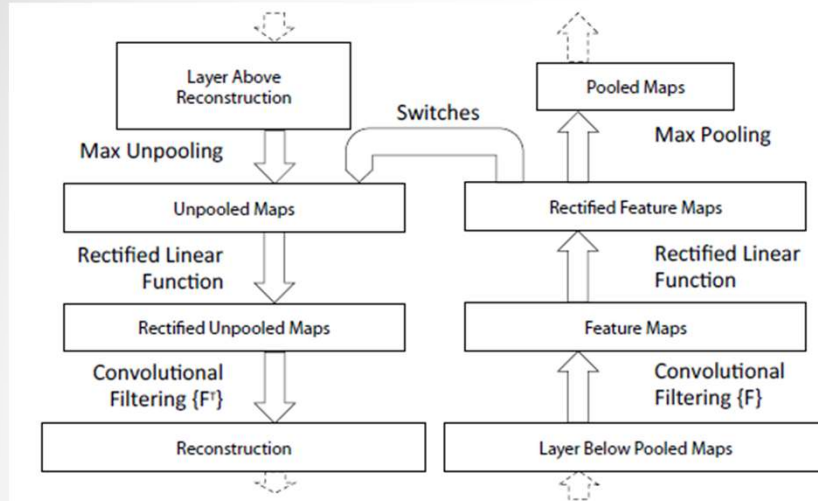 Layer Above
Reconstruction
Max Unpooling
Unpooled Maps
Rectified Linear
Function
Rectified Unpooled Maps
Convolutional
Filtering {Fᵀ}
Reconstruction
Switches
Pooled Maps
Max Pooling
Rectified Feature Maps
Rectified Linear
Function
Feature Maps
Convolutional
Filtering {F}
Layer Below Pooled Maps